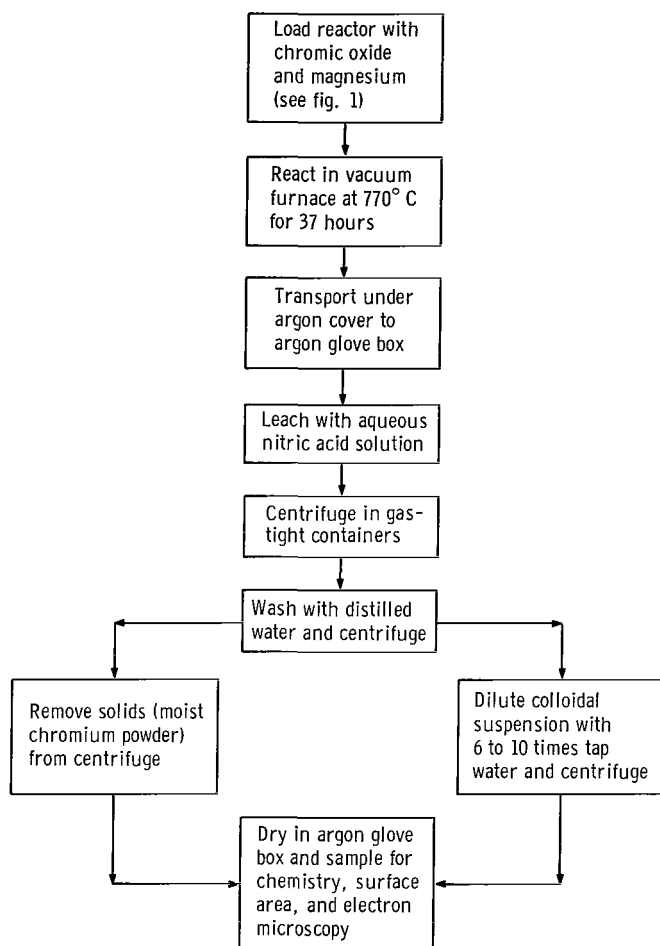 Load reactor with
chromic oxide
and magnesium
(see fig. 1)
React in vacuum
furnace at 770° C
for 37 hours
Transport under
argon cover to
argon glove box
Leach with aqueous
nitric acid solution
Centrifuge in gas-
tight containers
Wash with distilled
water and centrifuge
Remove solids (moist
chromium powder)
from centrifuge
Dilute colloidal
suspension with
6 to 10 times tap
water and centrifuge
Dry in argon glove
box and sample for
chemistry, surface
area, and electron
microscopy